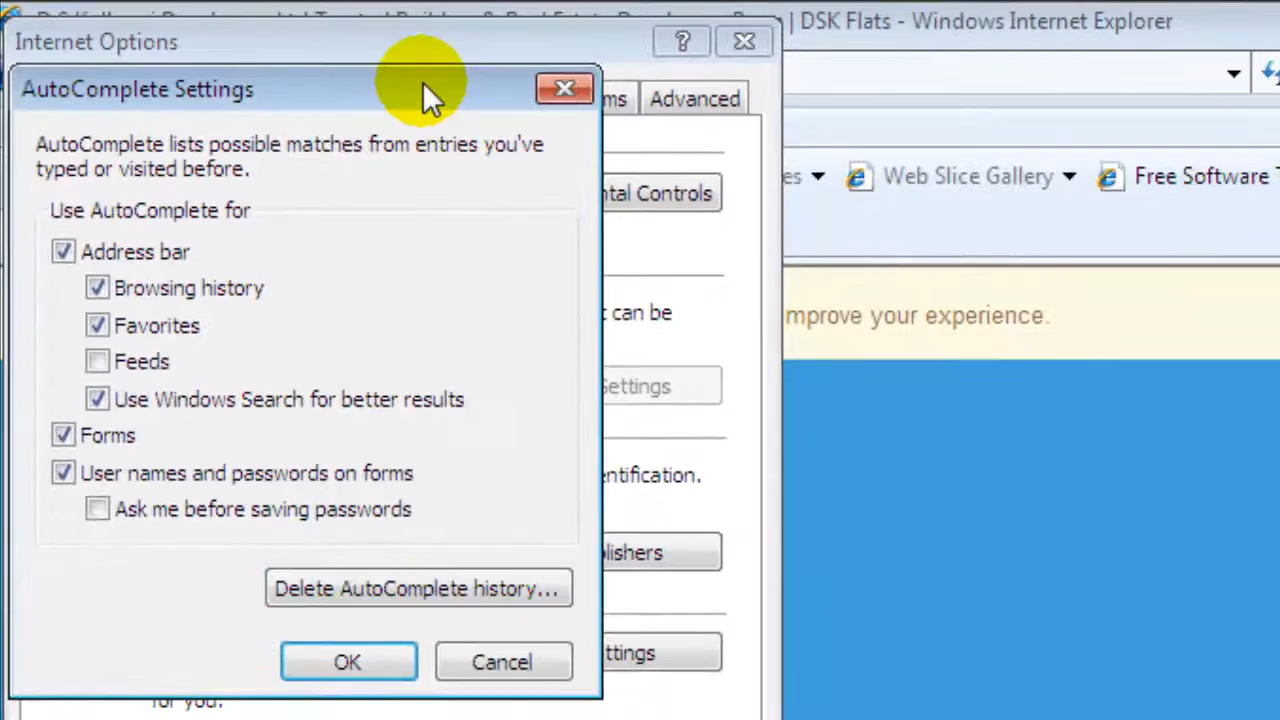 | DSK Flats - Windows Internet Explorer
Internet Options
?
AutoComplete Settings
ms
Advanced
AutoComplete lists possible matches from entries you've
typed or visited before.
es
Web Slice Gallery
Free Software
ntal Controls
Use AutoComplete for
Address bar
Browsing history
Favorites
Feeds
Use Windows Search for better results
Forms
User names and passwords on forms
Ask me before saving passwords
t can be
mprove your experience.
Settings
entification.
lishers
Delete AutoComplete history...
OK
Cancel
ttings
for you.